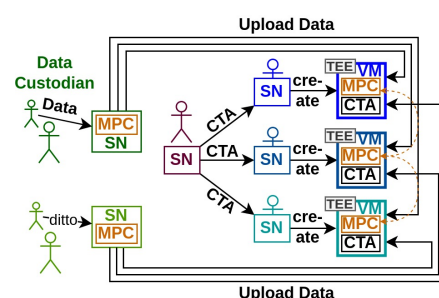 Upload Data
Data
Custodian
Data
MPC
SN
ditto
SN
MPC
SN
CTA
CTA
CTA
SN
cre-
ate
TEE
VM
MPC
CTA
SN
cre-
ate
TEE
VM
MPC
CTA
SN
cre-
ate
TEE
VM
MPC
CTA
Upload Data